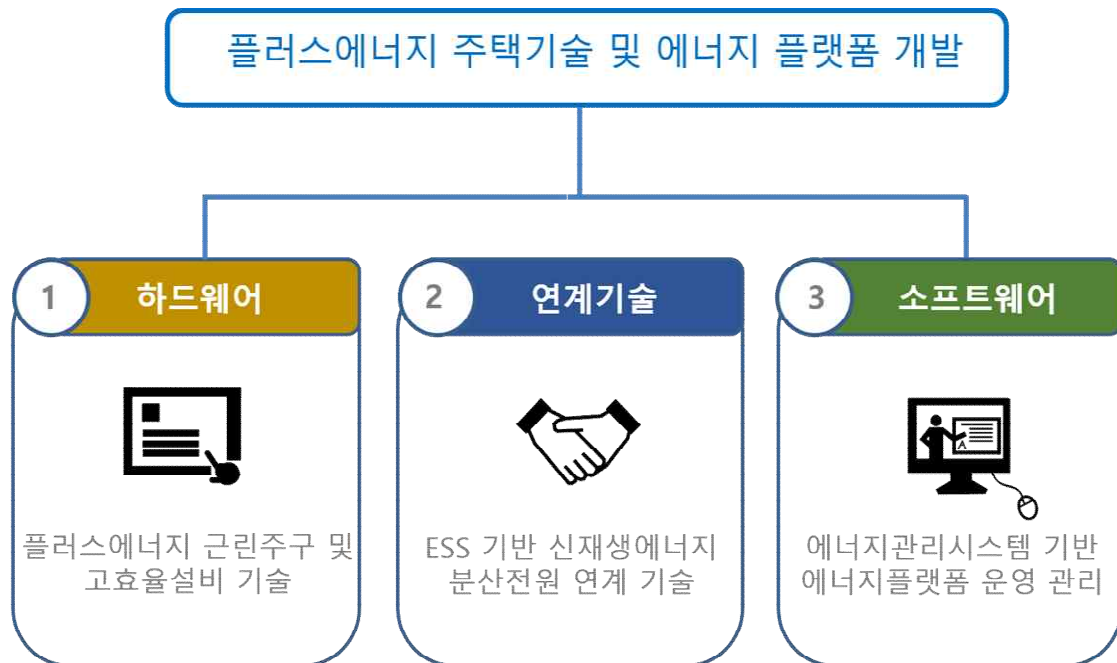 플러스에너지 주택기술 및 에너지 플랫폼 개발
1
하드웨어
플러스에너지 근린주구 및
고효율설비 기술
2
연계기술
ESS 기반 신재생에너지
분산전원 연계 기술
3
소프트웨어
A
에너지관리시스템 기반
에너지플랫폼 운영 관리